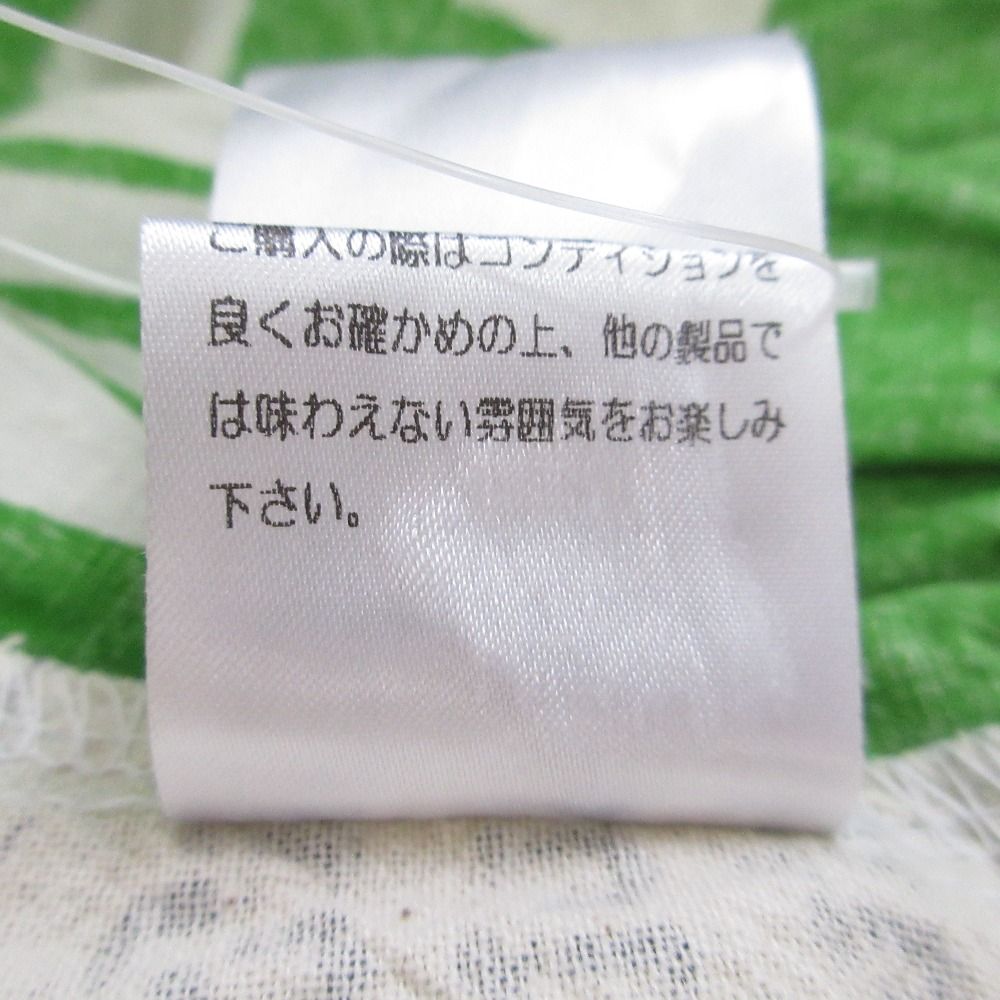 ご購入の際はコンディションを
良くお確かめの上、他の製品で
は味わえない雰囲気をお楽しみ
下さい。